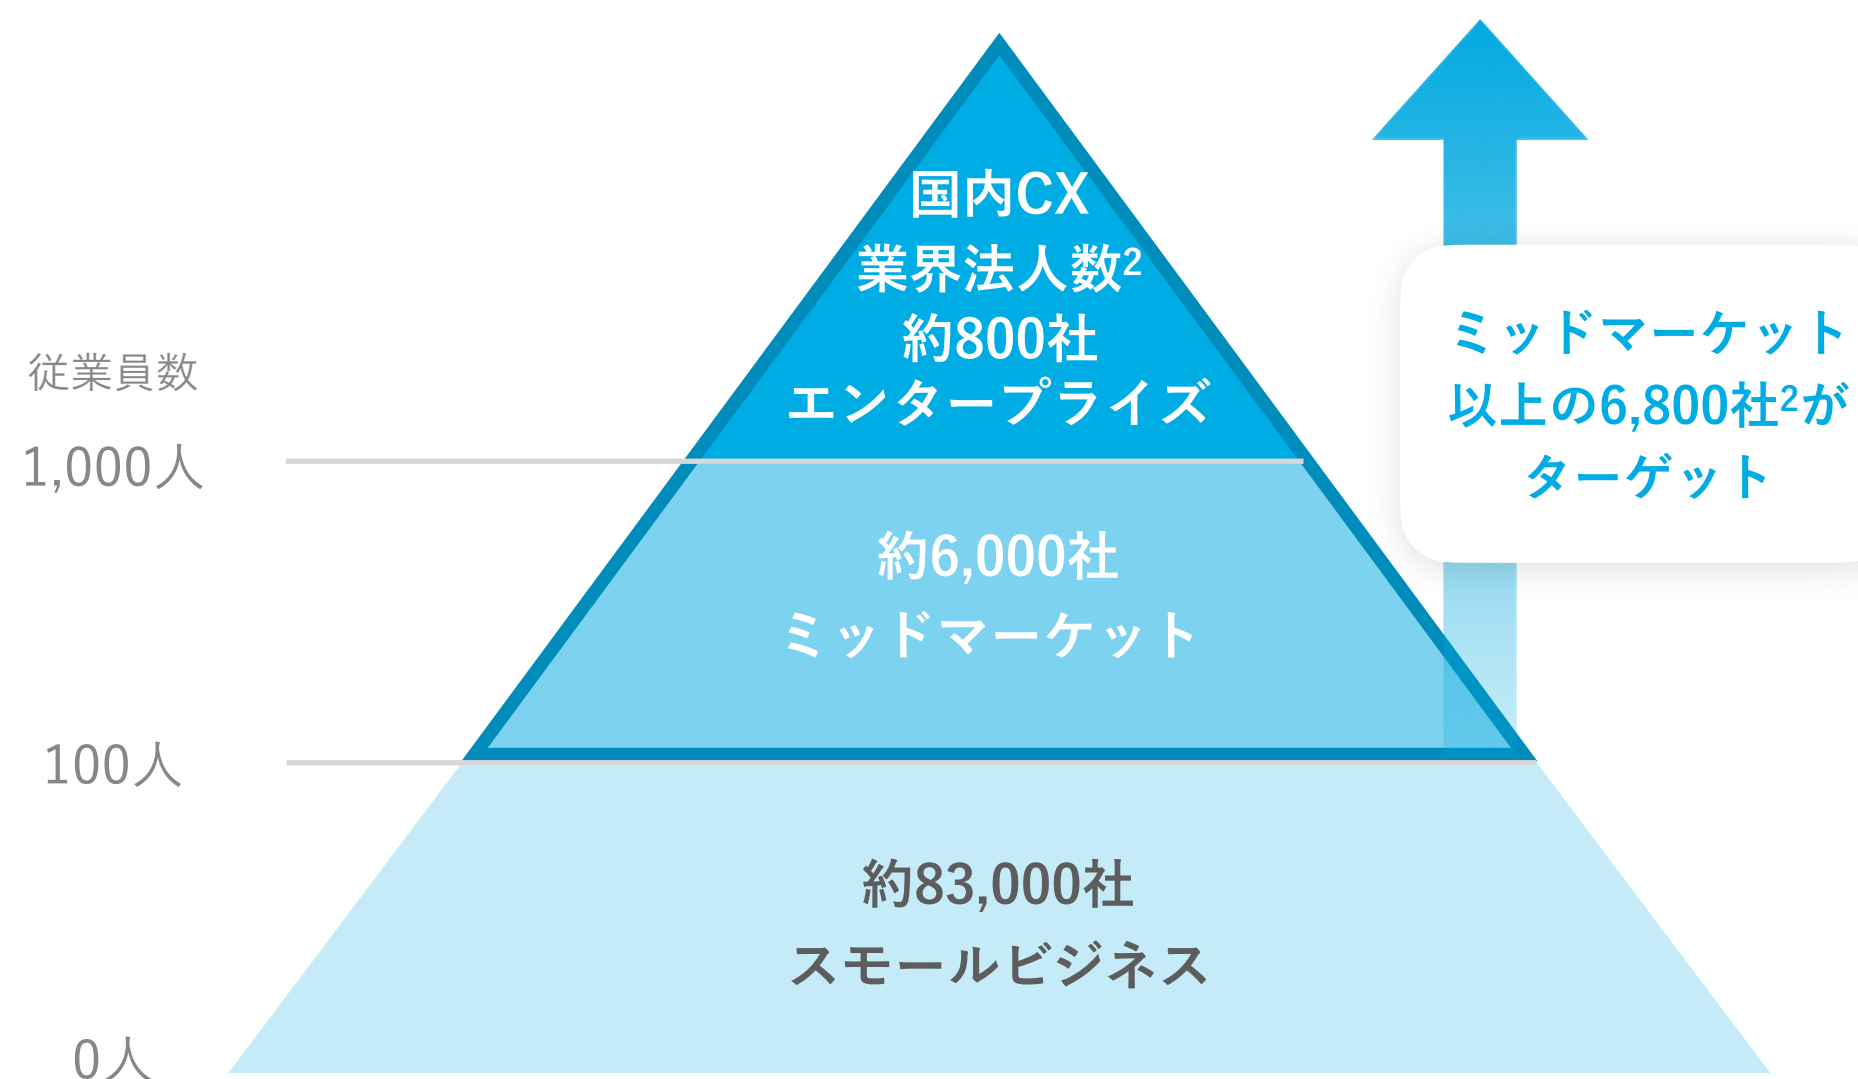 国内CX
業界法人数2
約800社
エンタープライズ
従業員数
1,000人
ミッドマーケット
以上の6,800社2が
ターゲット
約6,000社
ミッドマーケット
100人
約83,000社
スモールビジネス
0人